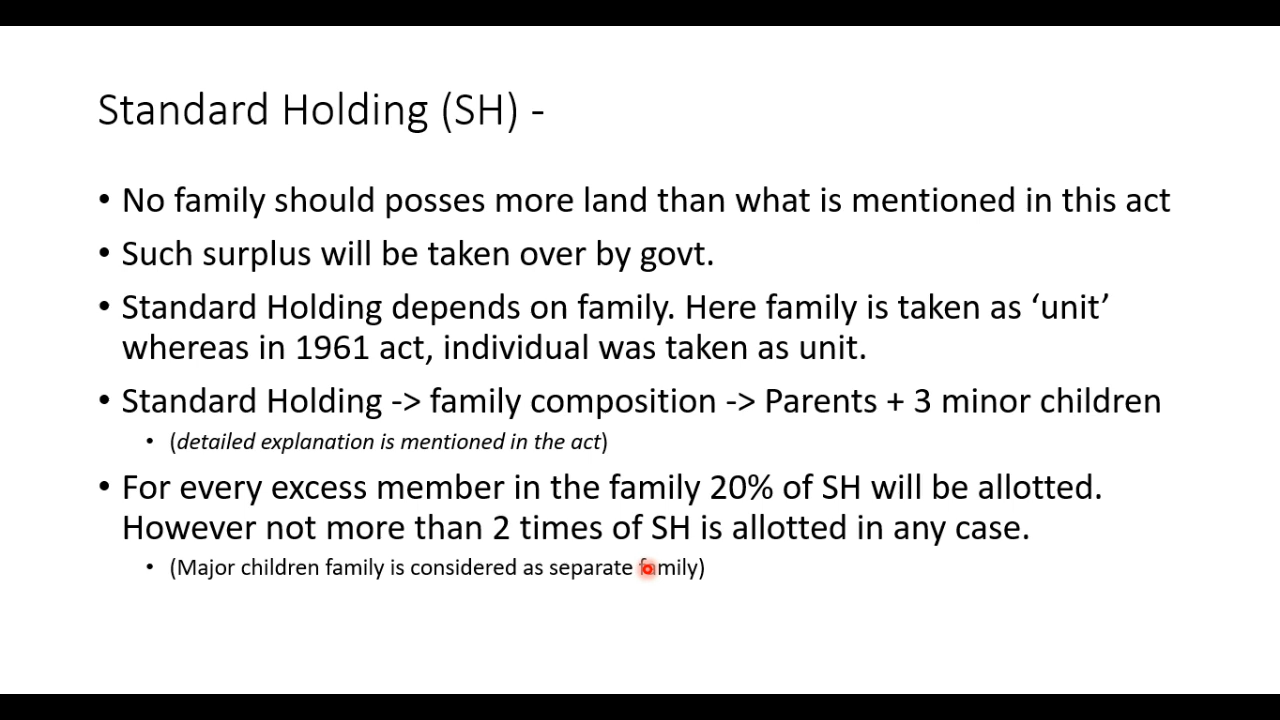 Standard Holding (SH) -
• No family should posses more land than what is mentioned in this act
• Such surplus will be taken over by govt.
• Standard Holding depends on family. Here family is taken as ‘unit’
whereas in 1961 act, individual was taken as unit.
• Standard Holding -> family composition -> Parents + 3 minor children
• (detailed explanation is mentioned in the act)
• For every excess member in the family 20% of SH will be allotted.
However not more than 2 times of SH is allotted in any case.
• (Major children family is considered as separate family)